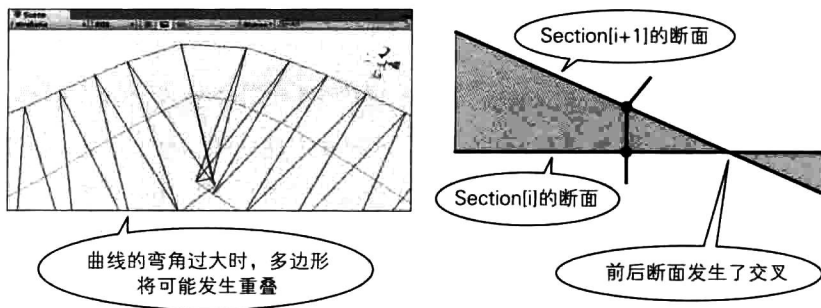 Scene
曲线的弯角过大时，多边形
将可能发生重叠
Section[i+1]的断面
Section[i]的断面
前后断面发生了交叉